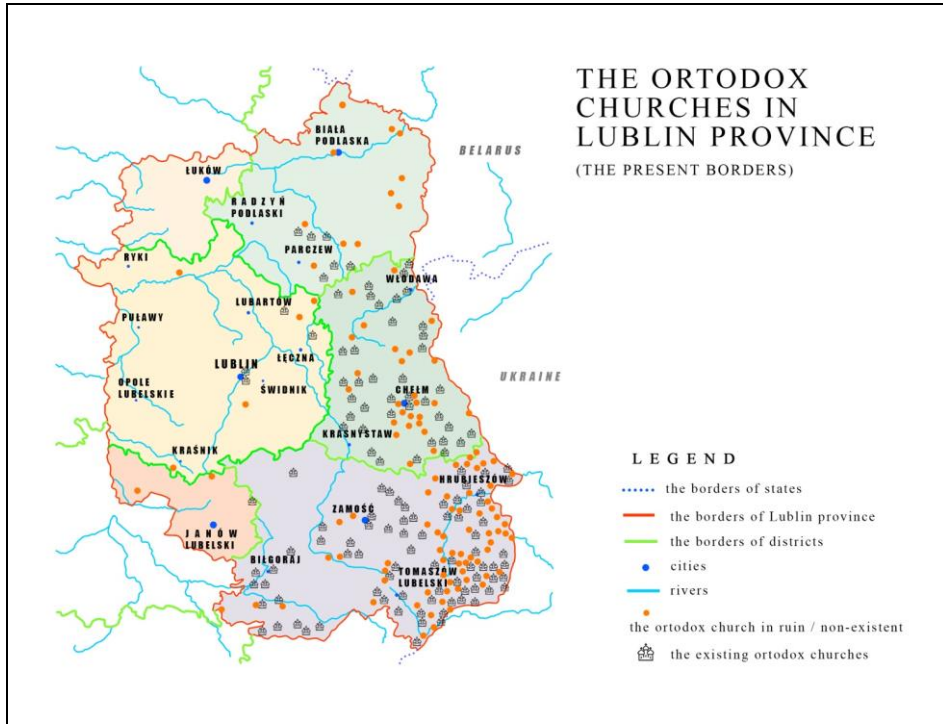 THE ORTODOX
CHURCHES IN
LUBLIN PROVINCE
(THE PRESENT BORDERS)
BIAŁA
PODLASKA
BELARUS
ŁUKÓW
RADZYŃ
PODLASKI
PARCZEW
RYKI
WŁODAWA
LUBARTÓW
PUŁAWY
ŁĘCZNA
LUBLIN
ŚWIDNIK
UKRAINE
OPOLE
LUBELSKIE
CHEŁM
KRASNYSTAW
KRAŚNIK
HRUBIESZÓW
ZAMOŚĆ
JANÓW
LUBELSKI
BIŁGORAJ
TOMASZÓW
LUBELSKI
LEGEND
the borders of states
the borders of Lublin province
the borders of districts
cities
rivers
the ortodox church in ruin / non-existent
the existing ortodox churches